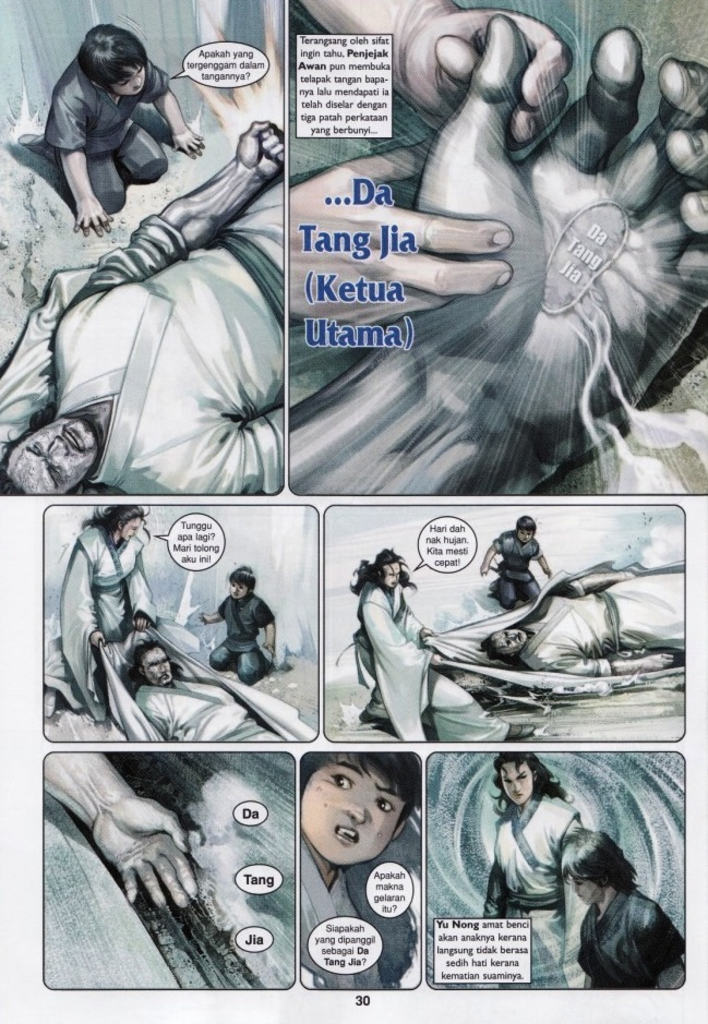 Apakah yang
tergenggam dalam
tangannya?
Terangsang oleh sifat
ingin tahu, Penjejak
Awan pun membuka
telapak tangan bapa-
nya lalu mendapati ia
telah diselar dengan
tiga patah perkataan
yang berbunyi...
...Da
Tang Jia
(Ketua
Utama)
Da
Tang
Jia
Tunggu
apa lagi?
Mari tolong
aku ini!
Hari dah
nak hujan.
Kita mesti
cepat!
Da
Tang
Jia
Apakah
makna
gelaran
itu?
Siapakah
yang dipanggil
sebagai Da
Tang Jia?
Yu Nong amat benci
akan anaknya kerana
langsung tidak berasa
sedih hati kerana
kematian suaminya.
30